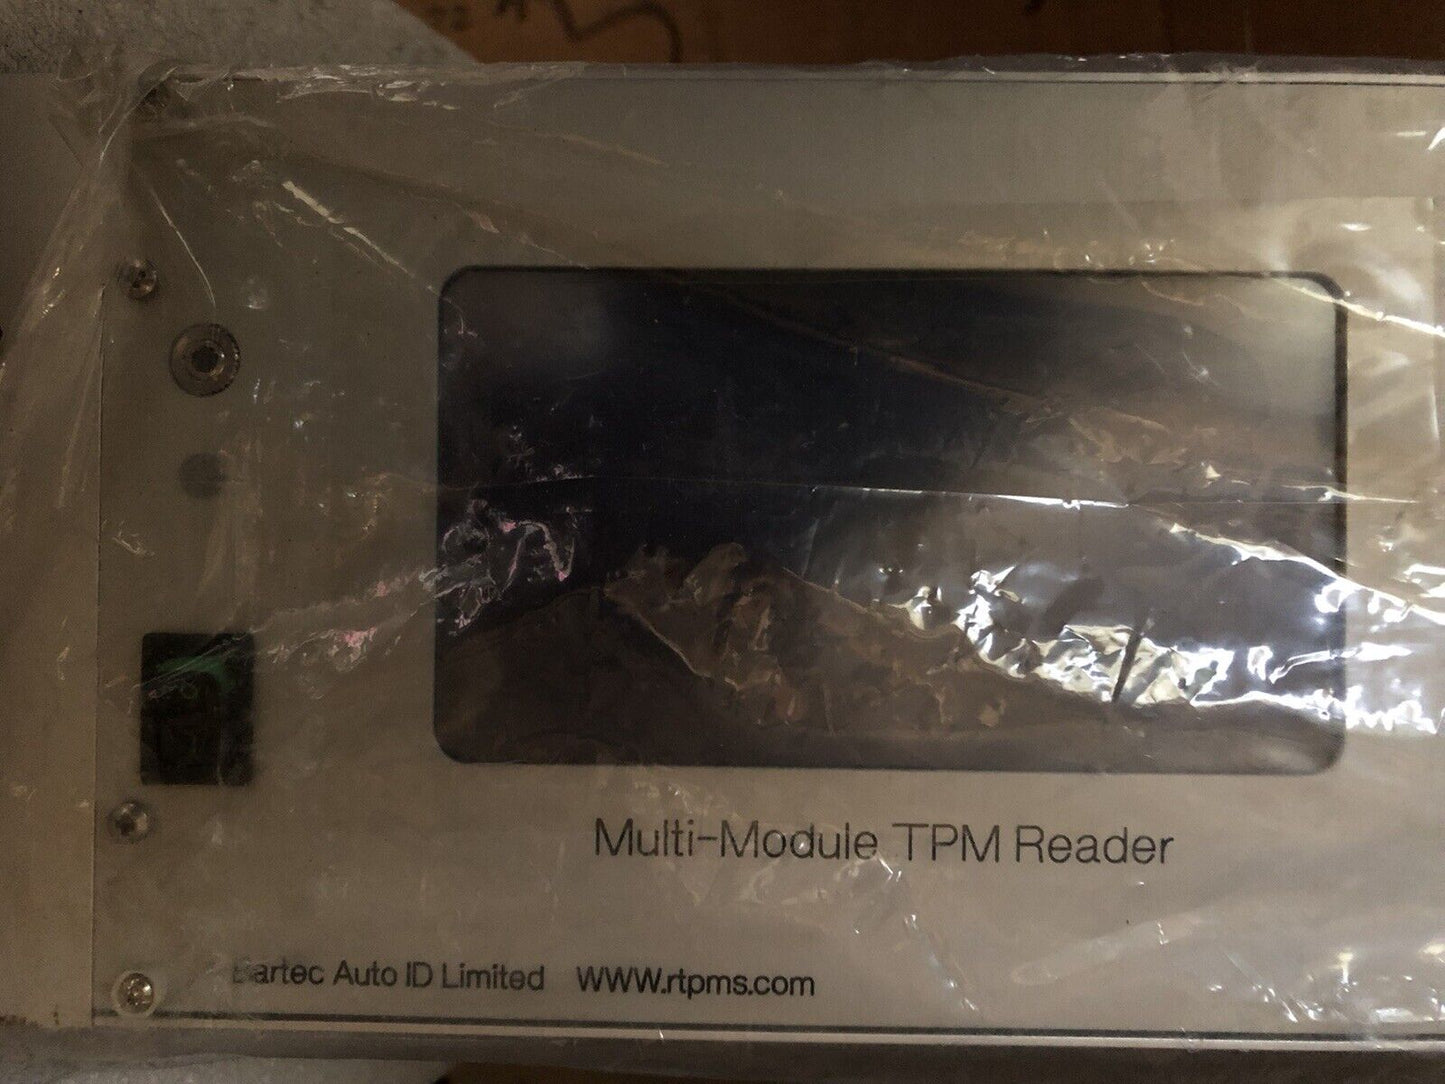 Multi-Module TPM Reader
Bartec Auto ID Limited WWW.rtpms.com